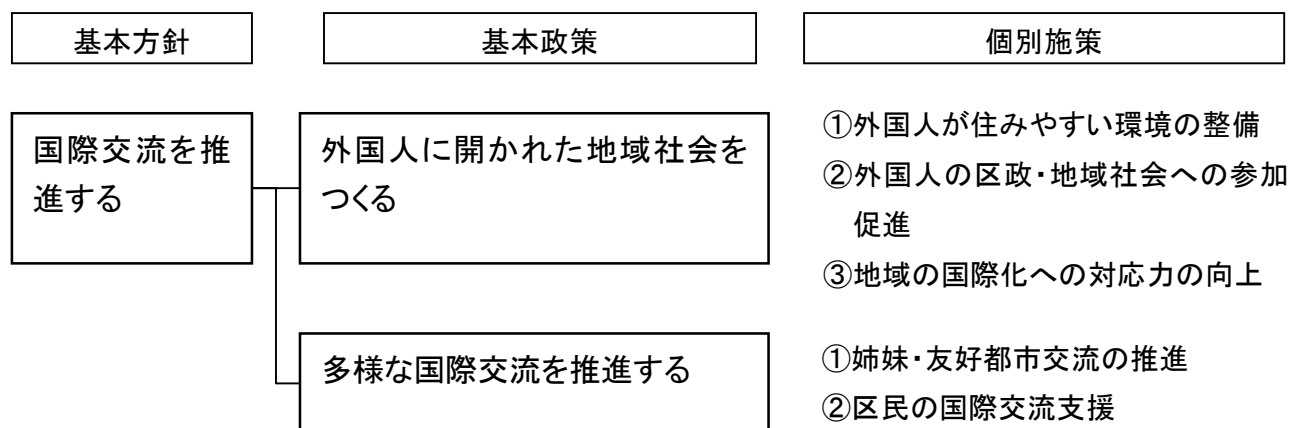 基本方針
基本政策
個別施策
国際交流を推
進する
外国人に開かれた地域社会を
つくる
①外国人が住みやすい環境の整備
②外国人の区政・地域社会への参加
促進
③地域の国際化への対応力の向上
多様な国際交流を推進する
①姉妹・友好都市交流の推進
②区民の国際交流支援